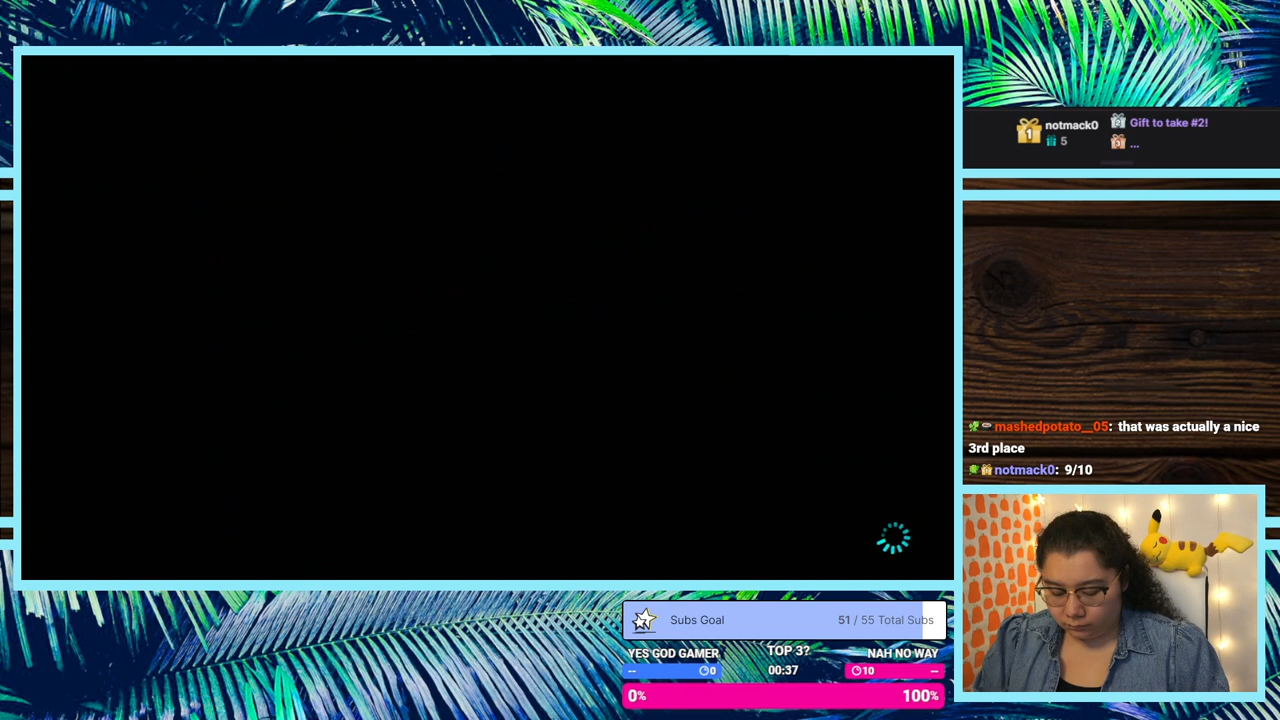 notmack0
5
Gift to take #2!
...
mashedpotato__05: that was actually a nice
3rd place
notmack0: 9/10
Subs Goal
51 / 55 Total Subs
YES GOD GAMER
TOP 3?
NAH NO WAY
--
0
00:37
10
--
0%
100%